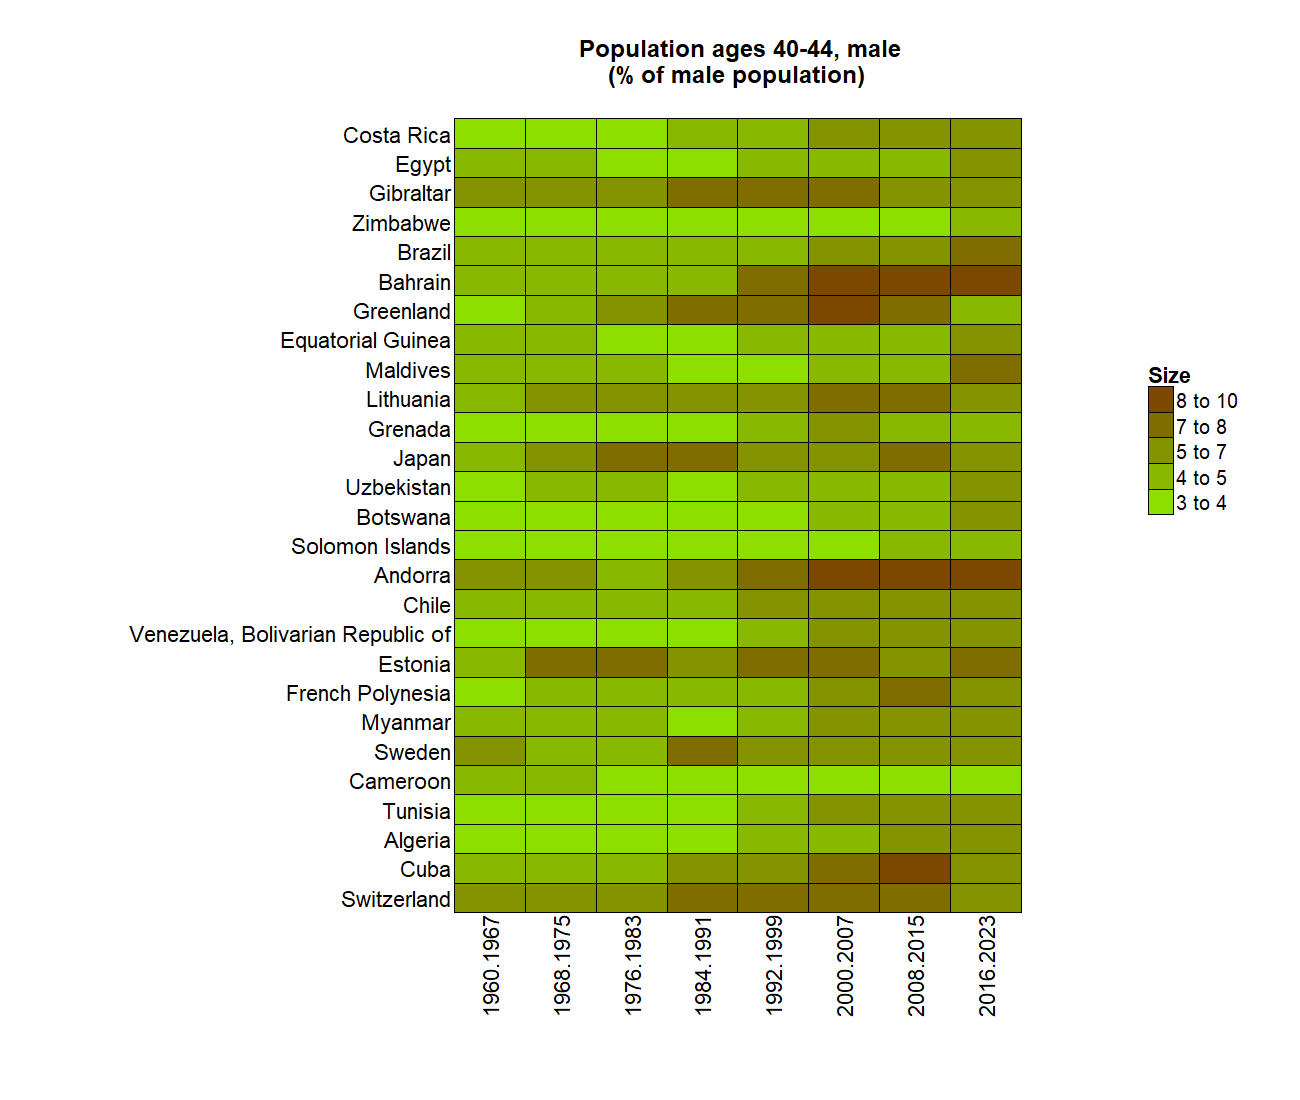 Population ages 40-44, male
(% of male population)
Costa Rica
Egypt
Gibraltar
Zimbabwe
Brazil
Bahrain
Greenland
Equatorial Guinea
Maldives
Lithuania
Grenada
Japan
Uzbekistan
Botswana
Solomon Islands
Andorra
Chile
Venezuela, Bolivarian Republic of
Estonia
French Polynesia
Myanmar
Sweden
Cameroon
Tunisia
Algeria
Cuba
Switzerland
1960.1967
1968.1975
1976.1983
1984.1991
1992.1999
2000.2007
2008.2015
2016.2023
Size
8 to 10
7 to 8
5 to 7
4 to 5
3 to 4